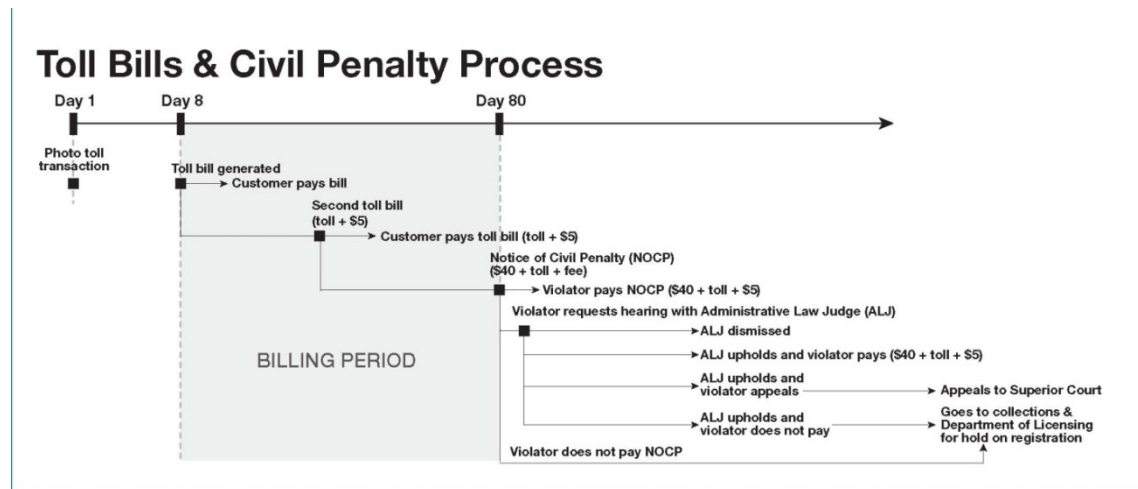 Toll Bills & Civil Penalty Process
Day 1
Day 8
Day 80
Photo toll
transaction
Toll bill generated
Customer pays bill
Second toll bill
(toll + $5)
Customer pays toll bill (toll + $5)
Notice of Civil Penalty (NOCP)
($40 + toll + fee)
Violator pays NOCP ($40 + toll + $5)
Violator requests hearing with Administrative Law Judge (ALJ)
ALJ dismissed
ALJ upholds and violator pays ($40 + toll + $5)
BILLING PERIOD
ALJ upholds and
violator appeals
Appeals to Superior Court
ALJ upholds and
violator does not pay
Goes to collections &
Department of Licensing
for hold on registration
Violator does not pay NOCP